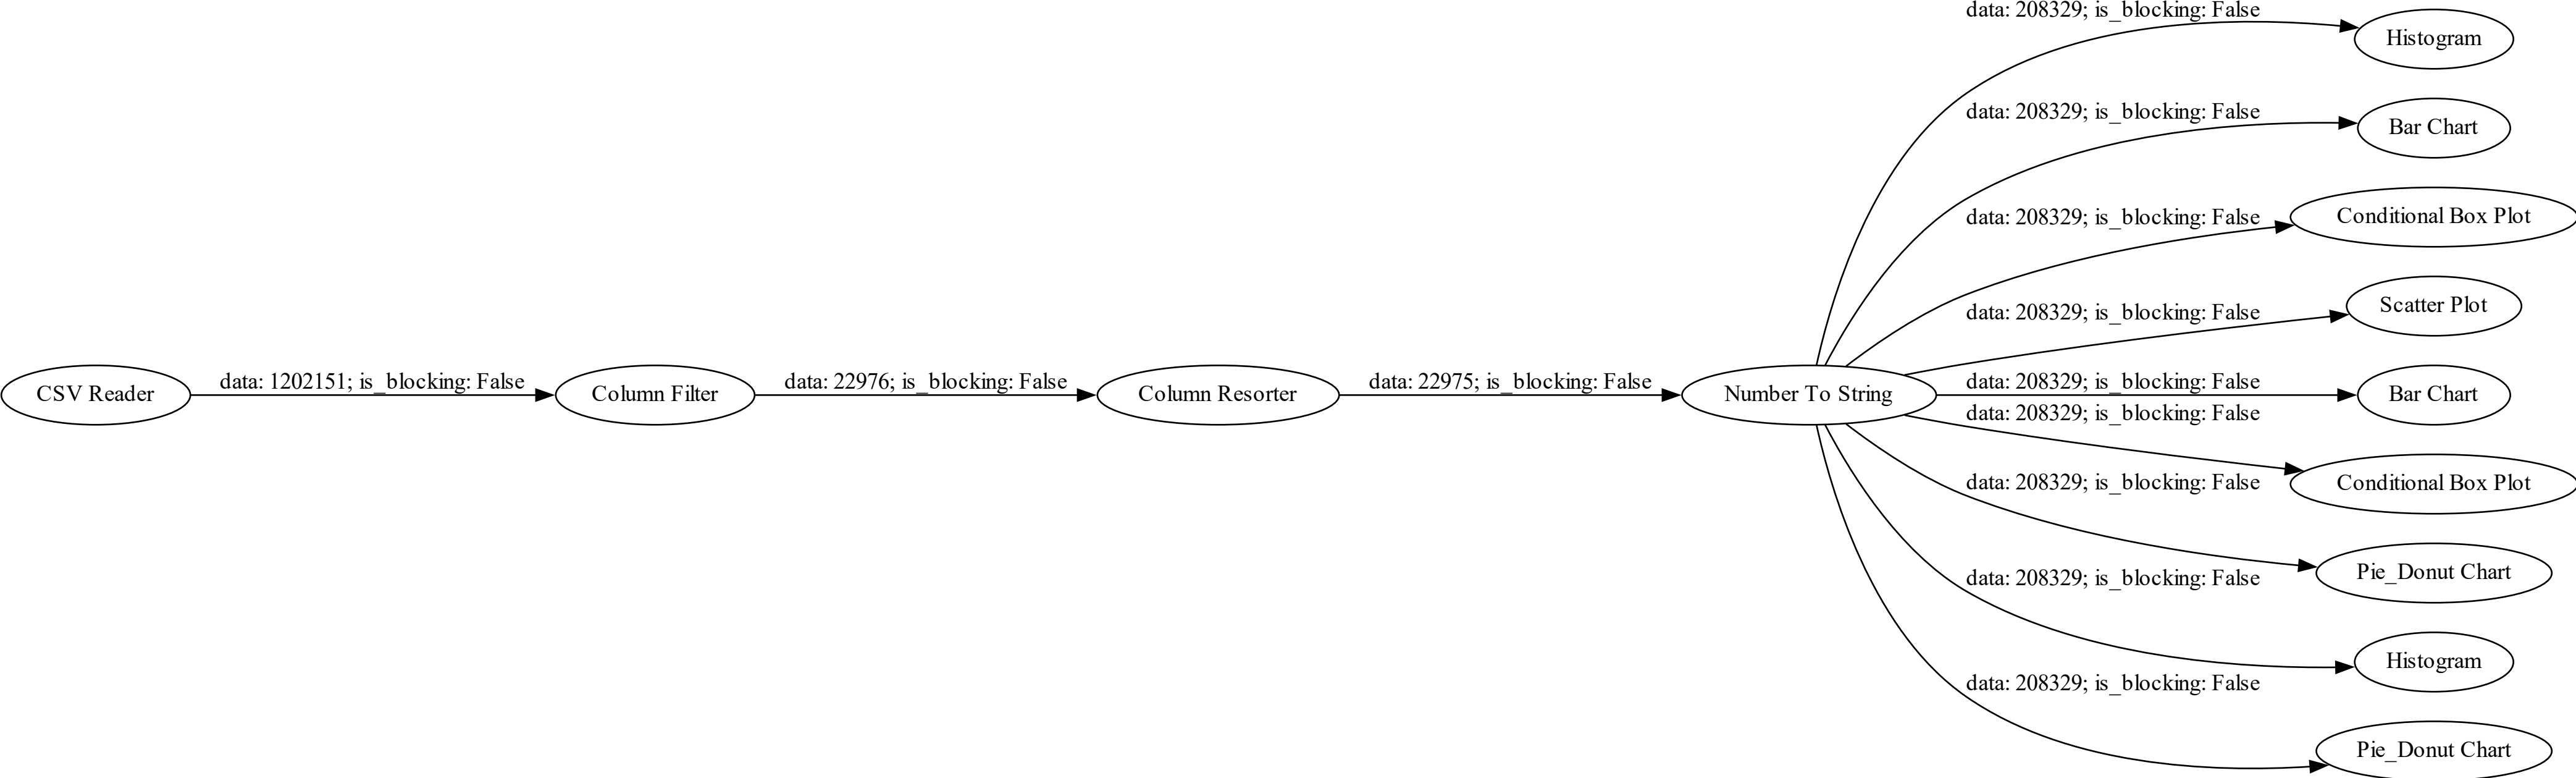 data: 208329; is_blocking: False
Histogram
data: 208329; is_blocking: False
Bar Chart
data: 208329; is_blocking: False
Conditional Box Plot
data: 208329; is_blocking: False
Scatter Plot
CSV Reader
data: 1202151; is_blocking: False
Column Filter
data: 22976; is_blocking: False
Column Resorter
data: 22975; is_blocking: False
Number To String
data: 208329; is_blocking: False
Bar Chart
data: 208329; is_blocking: False
Conditional Box Plot
data: 208329; is_blocking: False
Pie_Donut Chart
data: 208329; is_blocking: False
Histogram
data: 208329; is_blocking: False
Pie_Donut Chart